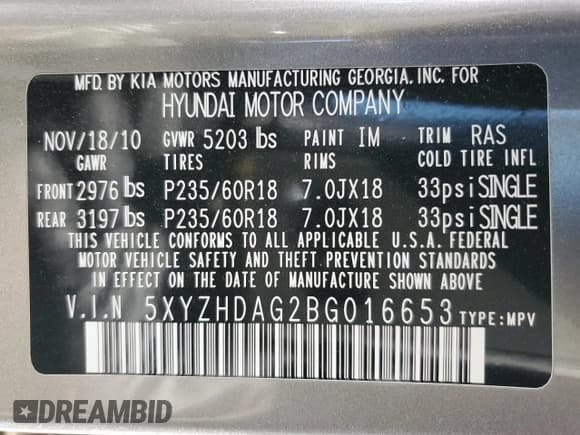 MFD. BY KIA MOTORS MANUFACTURING GEORGIA. INC. FOR
HYUNDAI MOTOR COMPANY
NOV/18/10 GVWR 5203 lbs PAINT IM TRIM RAS
GAWR TIRES RIMS COLD TIRE INFL
FRONT 2976 lbs P235/60R18 7.0JX18 33psi SINGLE
REAR 3197 lbs P235/60R18 7.0JX18 33psi SINGLE
THIS VEHICLE CONFORMS TO ALL APPLICABLE U.S.A. FEDERAL
MOTOR VEHICLE SAFETY AND THEFT PREVENTION STANDARDS
IN EFFECT ON THE DATE OF MANUFACTURE SHOWN ABOVE.
V.I.N 5XYZHDAG2BG016653 TYPE:MPV
DREAMBID